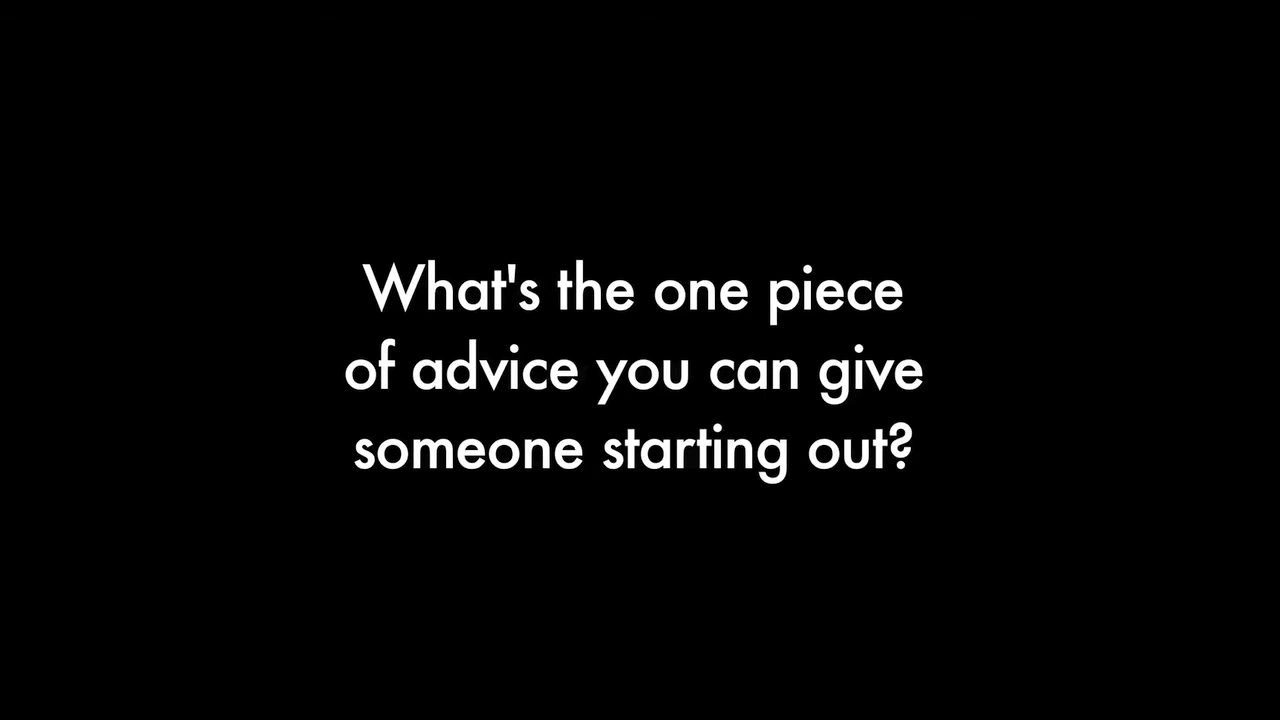 What's the one piece
of advice you can give
someone starting out?